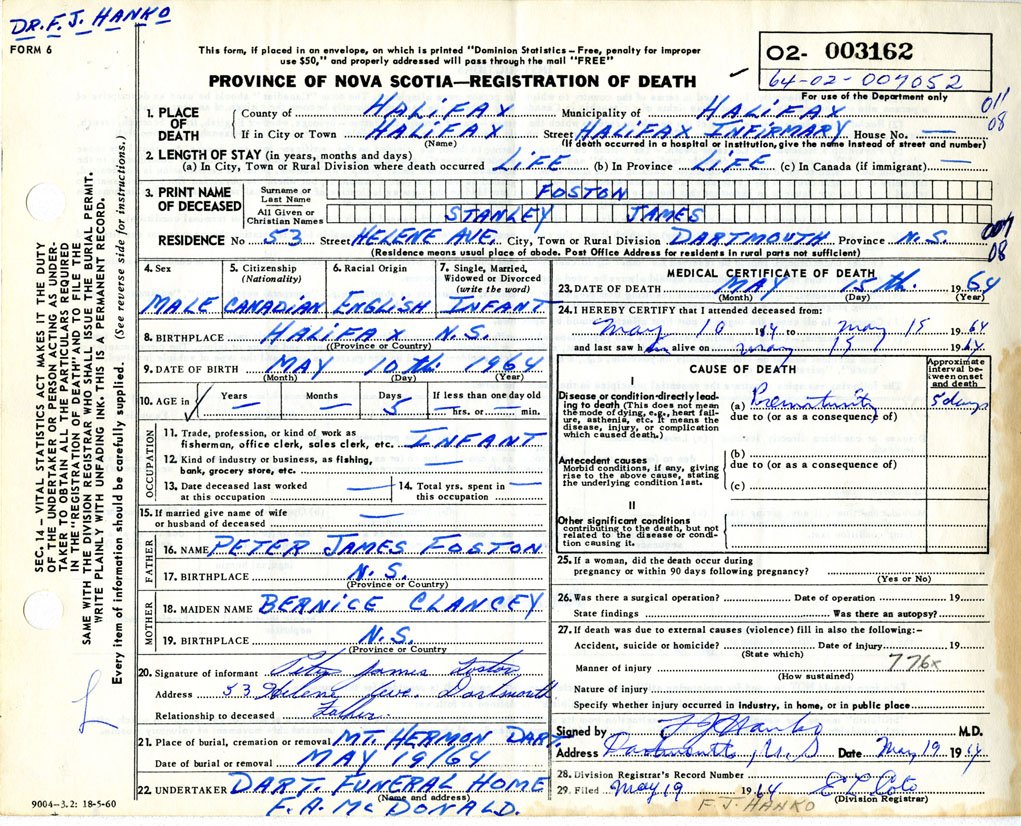 DR. F. J. HANKO
FORM 6
This form, if placed in an envelope, on which is printed "Dominion Statistics – Free, penalty for improper
use $50," and properly addressed will pass through the mail "FREE"
PROVINCE OF NOVA SCOTIA—REGISTRATION OF DEATH
O2- 003162
64-02-007052
For use of the Department only
011
08
1. PLACE OF DEATH
County of HALIFAX Municipality of HALIFAX
If in City or Town HALIFAX Street HALIFAX INFIRMARY House No. —
(Name) (If death occurred in a hospital or institution, give the name instead of street and number)
2. LENGTH OF STAY (in years, months and days)
(a) In City, Town or Rural Division where death occurred LIFE (b) In Province LIFE (c) In Canada (if immigrant) —
3. PRINT NAME OF DECEASED
Surname or Last Name FOSTON
All Given or Christian Names STANLEY JAMES
RESIDENCE No 53 Street HELENE AVE. City, Town or Rural Division DARTMOUTH Province N.S.
08
(Residence means usual place of abode. Post Office Address for residents in rural parts not sufficient)
4. Sex
MALE
5. Citizenship
(Nationality)
CANADIAN
6. Racial Origin
ENGLISH
7. Single, Married,
Widowed or Divorced
(write the word)
INFANT
8. BIRTHPLACE HALIFAX N.S.
(Province or Country)
9. DATE OF BIRTH MAY 10th 1964
(Month) (Day) (Year)
10. AGE in
Years —
Months —
Days 5
If less than one day old
hrs. or min.
OCCUPATION
11. Trade, profession, or kind of work as
fisherman, office clerk, sales clerk, etc. INFANT
12. Kind of industry or business, as fishing,
bank, grocery store, etc. —
13. Date deceased last worked
at this occupation —
14. Total yrs. spent in
this occupation —
15. If married give name of wife
or husband of deceased —
FATHER
16. NAME PETER JAMES FOSTON
17. BIRTHPLACE N.S.
(Province or Country)
MOTHER
18. MAIDEN NAME BERNICE CLANCEY
19. BIRTHPLACE N.S.
(Province or Country)
20. Signature of informant Peter James Foston
Address 53 Helene Ave. Dartmouth
Relationship to deceased Father
21. Place of burial, cremation or removal MT. HERMON DART.
Date of burial or removal MAY 19/64
22. UNDERTAKER DART. FUNERAL HOME
(Name and address)
F.A. McDONALD.
MEDICAL CERTIFICATE OF DEATH
23. DATE OF DEATH MAY 15th. 1964
(Month) (Day) (Year)
24. I HEREBY CERTIFY that I attended deceased from:
May 10 1964 to May 15 1964
and last saw him alive on May 15 1964
CAUSE OF DEATH
Approximate
interval be-
tween onset
and death
I
Disease or condition directly lead-
ing to death (This does not mean
the mode of dying, e.g., heart fail-
ure, asthenia, etc. It means the
disease, injury, or complication
which caused death.)
(a) Prematurity 5 days
due to (or as a consequence of)
Antecedent causes
Morbid conditions, if any, giving
rise to the above cause, stating
the underlying condition last.
(b)
due to (or as a consequence of)
(c)
II
Other significant conditions
contributing to the death, but not
related to the disease or condi-
tion causing it.
25. If a woman, did the death occur during
pregnancy or within 90 days following pregnancy?
(Yes or No)
26. Was there a surgical operation? Date of operation 19
State findings Was there an autopsy?
27. If death was due to external causes (violence) fill in also the following:–
Accident, suicide or homicide? Date of injury 19
(State which)
776x
Manner of injury
(How sustained)
Nature of injury
Specify whether injury occurred in industry, in home, or in public place
Signed by F J Hanko M.D.
Address Dartmouth, N.S Date May 19 1964
28. Division Registrar's Record Number
29. Filed May 19 1964 E L Coto
F. J. HANKO (Division Registrar)
SEC. 14 – VITAL STATISTICS ACT MAKES IT THE DUTY
OF THE UNDERTAKER OR PERSON ACTING AS UNDER-
TAKER TO OBTAIN ALL THE PARTICULARS REQUIRED
IN THE "REGISTRATION OF DEATH" AND TO FILE THE
SAME WITH THE DIVISION REGISTRAR WHO SHALL ISSUE THE BURIAL PERMIT.
WRITE PLAINLY WITH UNFADING INK. THIS IS A PERMANENT RECORD.
Every item of information should be carefully supplied. (See reverse side for instructions.)
L
9004–3.2: 18-5-60